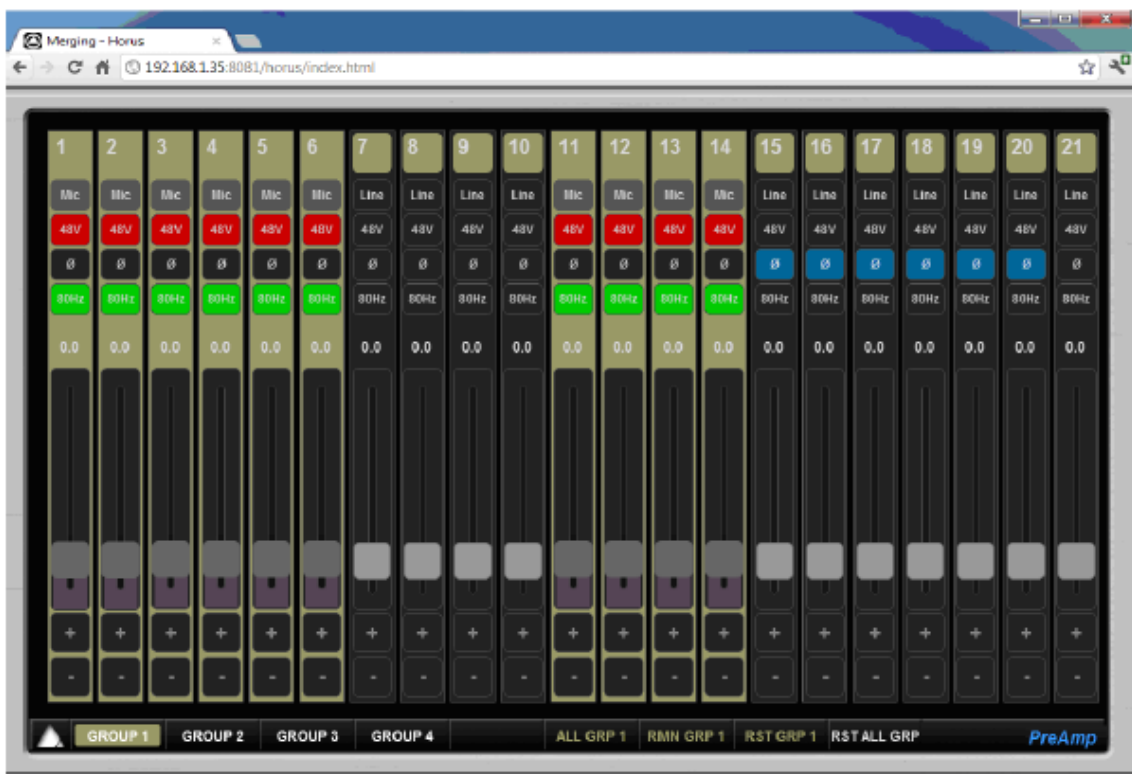 Merging - Horus
192.168.1.35:8081/horus/index.html
1 2 3 4 5 6 7 8 9 10 11 12 13 14 15 16 17 18 19 20 21
Mic Mic Mic Mic Mic Mic Line Line Line Line Mic Mic Mic Mic Line Line Line Line Line Line Line
48V 48V 48V 48V 48V 48V 48V 48V 48V 48V 48V 48V 48V 48V 48V 48V 48V 48V 48V 48V 48V
Ø Ø Ø Ø Ø Ø Ø Ø Ø Ø Ø Ø Ø Ø Ø Ø Ø Ø Ø Ø Ø
80Hz 80Hz 80Hz 80Hz 80Hz 80Hz 80Hz 80Hz 80Hz 80Hz 80Hz 80Hz 80Hz 80Hz 80Hz 80Hz 80Hz 80Hz 80Hz 80Hz 80Hz
0.0 0.0 0.0 0.0 0.0 0.0 0.0 0.0 0.0 0.0 0.0 0.0 0.0 0.0 0.0 0.0 0.0 0.0 0.0 0.0 0.0
+ + + + + + + + + + + + + + + + + + + + +
- - - - - - - - - - - - - - - - - - - - -
GROUP 1 GROUP 2 GROUP 3 GROUP 4 ALL GRP 1 RMN GRP 1 RST GRP 1 RST ALL GRP PreAmp